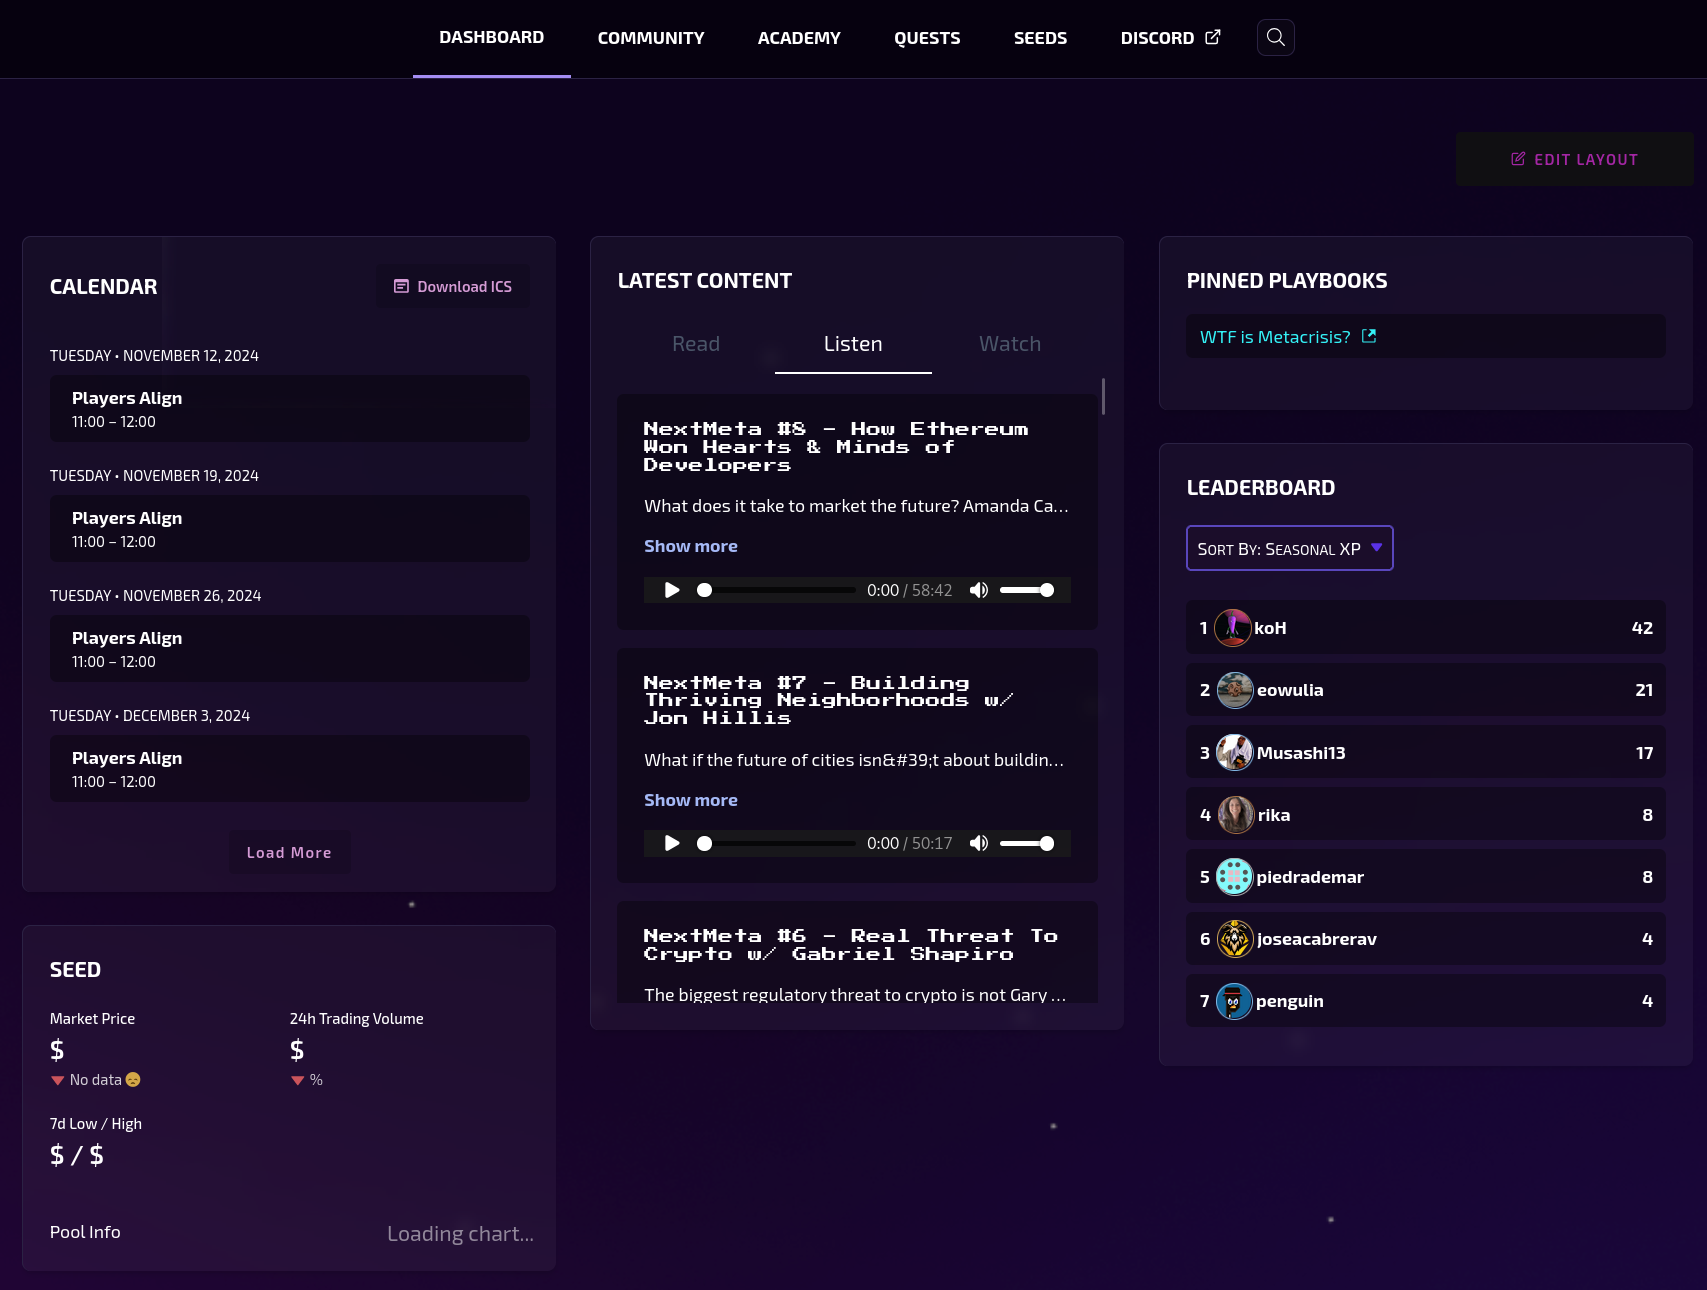 DASHBOARD
COMMUNITY
ACADEMY
QUESTS
SEEDS
DISCORD
EDIT LAYOUT
CALENDAR
Download ICS
TUESDAY • NOVEMBER 12, 2024
Players Align
11:00 – 12:00
TUESDAY • NOVEMBER 19, 2024
Players Align
11:00 – 12:00
TUESDAY • NOVEMBER 26, 2024
Players Align
11:00 – 12:00
TUESDAY • DECEMBER 3, 2024
Players Align
11:00 – 12:00
Load More
SEED
Market Price
$
No data 😞
24h Trading Volume
$
%
7d Low / High
$ / $
Pool Info
Loading chart...
LATEST CONTENT
Read
Listen
Watch
NextMeta #8 - How Ethereum
Won Hearts & Minds of
Developers
What does it take to market the future? Amanda Ca...
Show more
0:00 / 58:42
NextMeta #7 - Building
Thriving Neighborhoods w/
Jon Hillis
What if the future of cities isn&#39;t about buildin...
Show more
0:00 / 50:17
NextMeta #6 - Real Threat To
Crypto w/ Gabriel Shapiro
The biggest regulatory threat to crypto is not Gary ...
PINNED PLAYBOOKS
WTF is Metacrisis?
LEADERBOARD
Sort By: Seasonal XP
1 koH 42
2 eowulia 21
3 Musashi13 17
4 rika 8
5 piedrademar 8
6 joseacabrerav 4
7 penguin 4